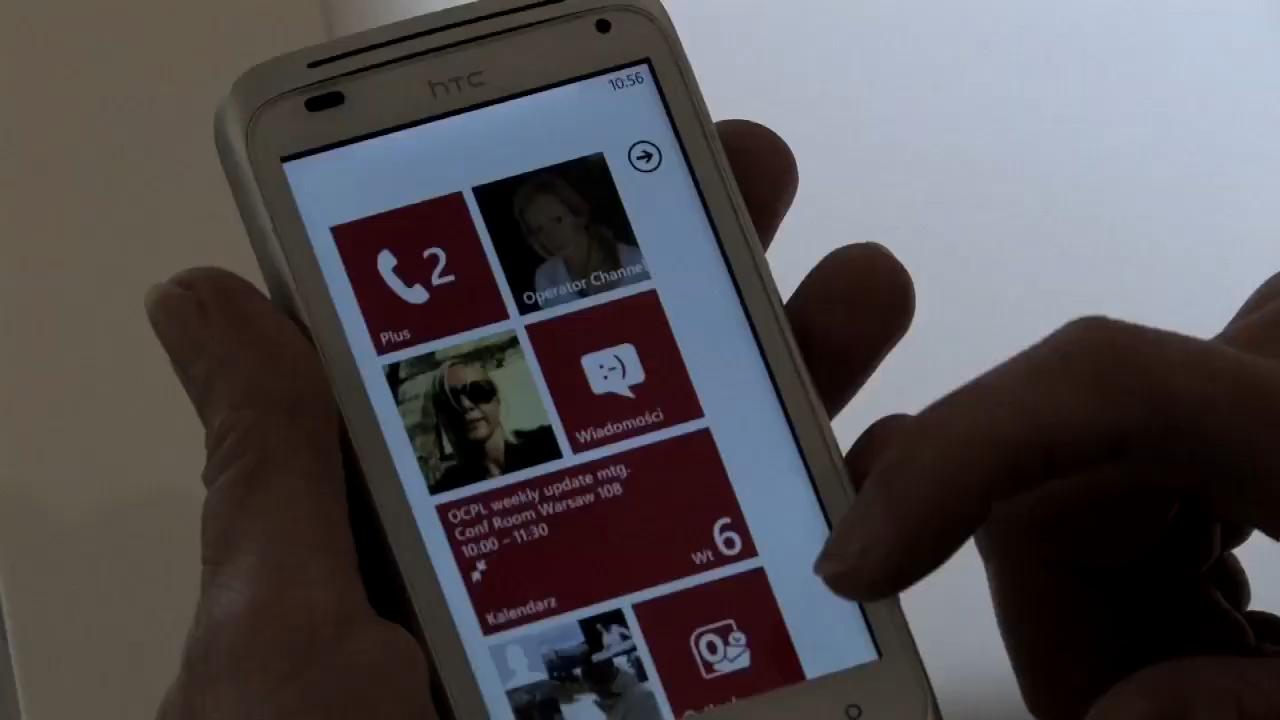 hTC
10:56
2
Plus
Operator Channe
:-)
Wiadomości
OCPL weekly update mtg.
Conf Room Warsaw 10B
10:00 – 11:30
Wt 6
Kalendarz
O